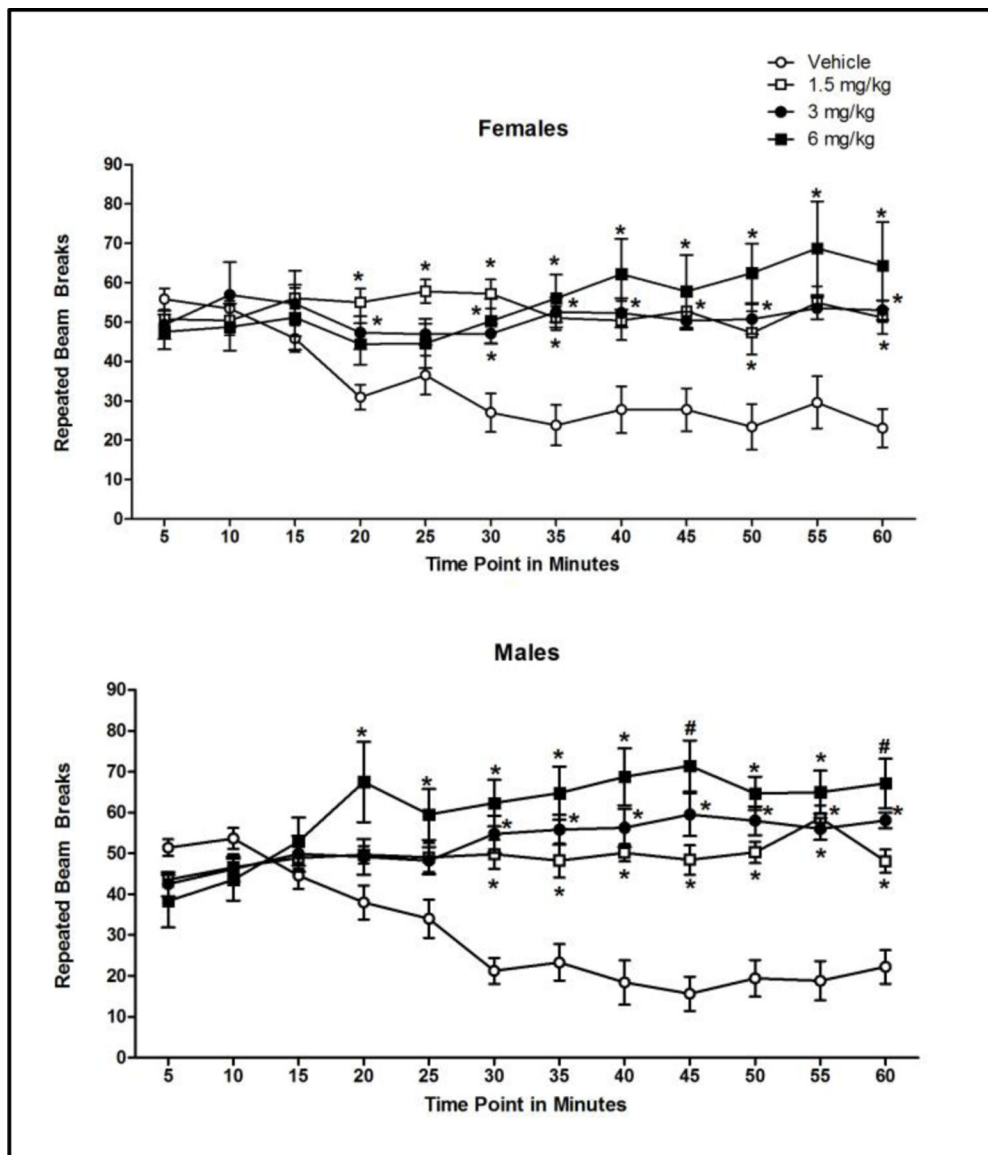 Vehicle
1.5 mg/kg
3 mg/kg
6 mg/kg
Females
Repeated Beam Breaks
90
80
70
60
50
40
30
20
10
0
* * * * * * * * *
* * * * * * *
* * * *
5 10 15 20 25 30 35 40 45 50 55 60
Time Point in Minutes
Males
Repeated Beam Breaks
90
80
70
60
50
40
30
20
10
0
* * * * * # * * #
* * * * * * *
* * * * * * *
5 10 15 20 25 30 35 40 45 50 55 60
Time Point in Minutes